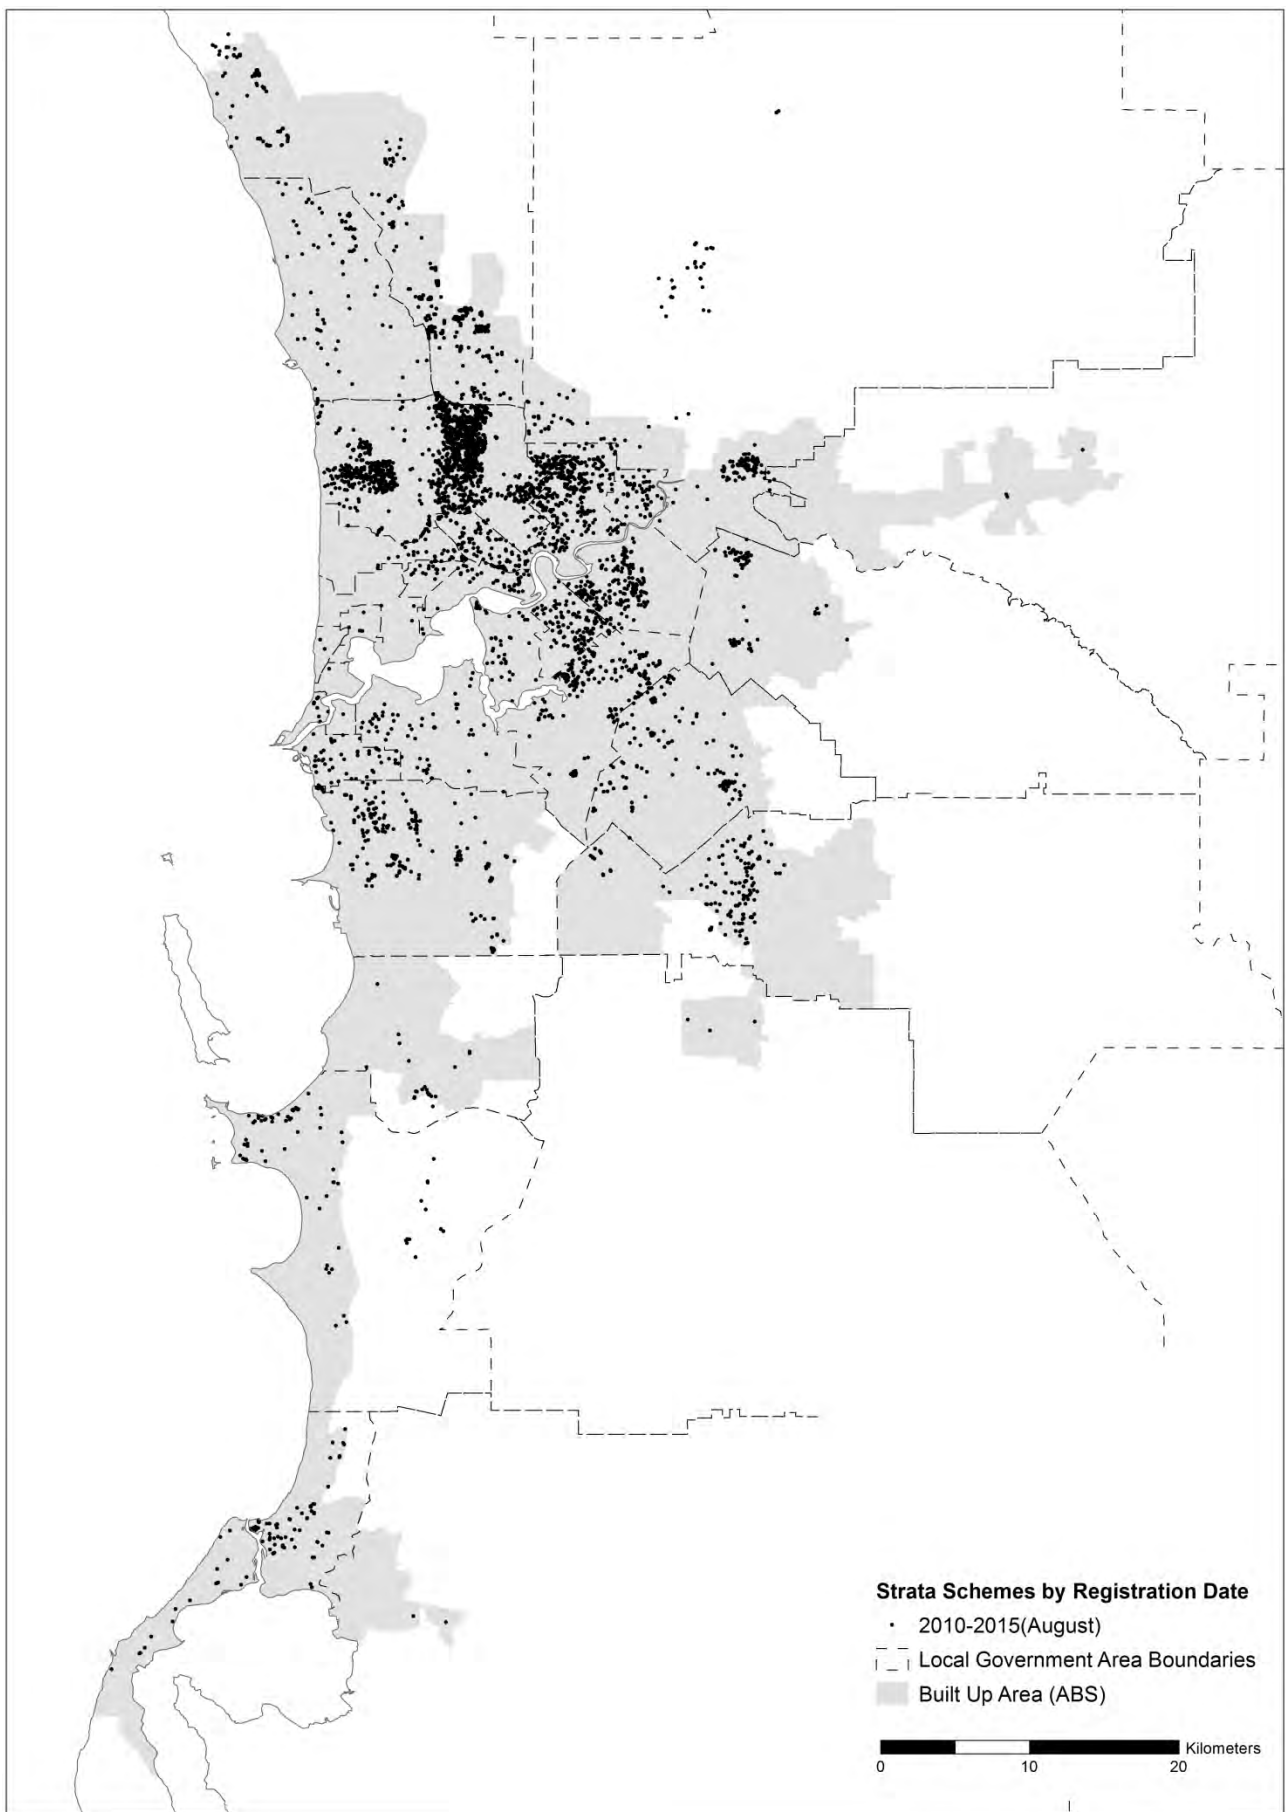 Strata Schemes by Registration Date
2010-2015(August)
Local Government Area Boundaries
Built Up Area (ABS)
Kilometers
0 10 20